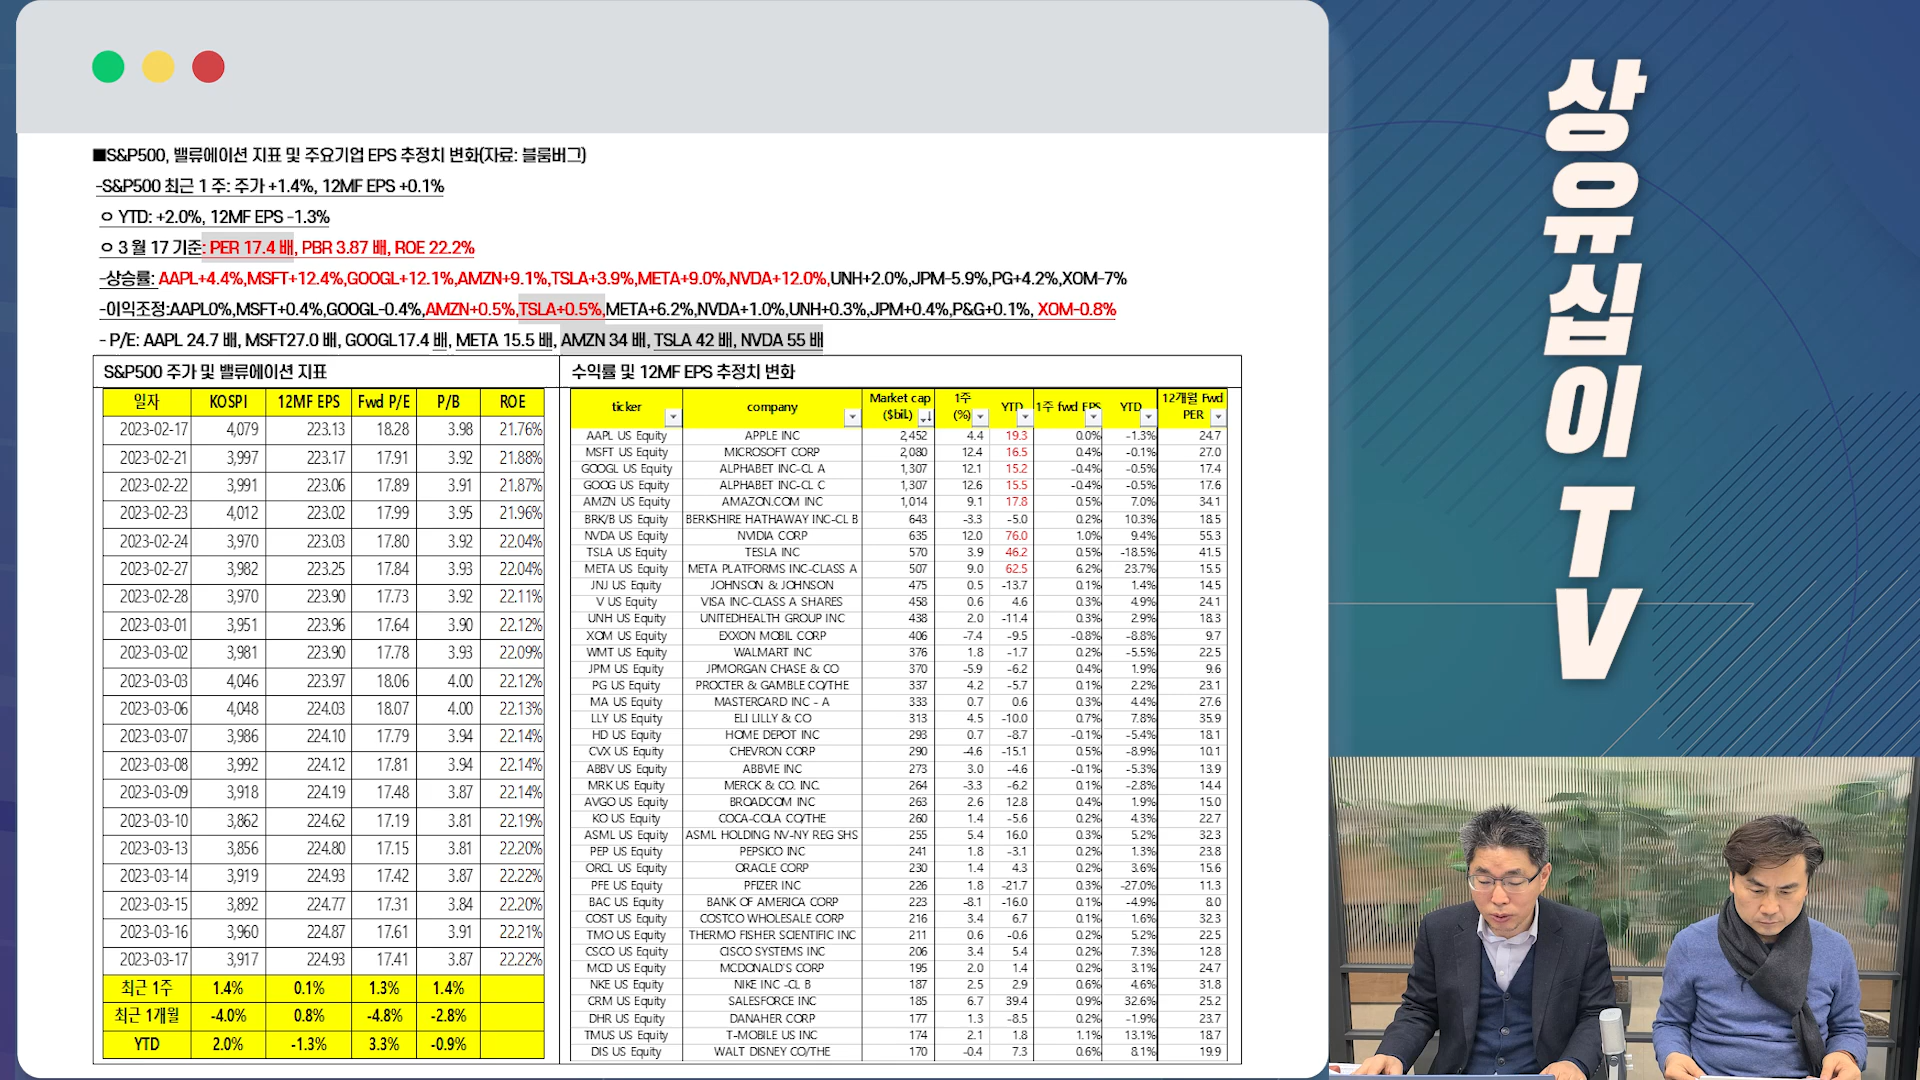 ■S&P500, 밸류에이션 지표 및 주요기업 EPS 추정치 변화(자료: 블룸버그)
-S&P500 최근 1 주: 주가 +1.4%, 12MF EPS +0.1%
ㅇ YTD: +2.0%, 12MF EPS -1.3%
ㅇ 3 월 17 기준: PER 17.4 배, PBR 3.87 배, ROE 22.2%
-상승률: AAPL+4.4%,MSFT+12.4%,GOOGL+12.1%,AMZN+9.1%,TSLA+3.9%,META+9.0%,NVDA+12.0%,UNH+2.0%,JPM-5.9%,PG+4.2%,XOM-7%
-이익조정:AAPL0%,MSFT+0.4%,GOOGL-0.4%,AMZN+0.5%,TSLA+0.5%,META+6.2%,NVDA+1.0%,UNH+0.3%,JPM+0.4%,P&G+0.1%, XOM-0.8%
- P/E: AAPL 24.7 배, MSFT27.0 배, GOOGL17.4 배, META 15.5 배, AMZN 34 배, TSLA 42 배, NVDA 55 배
S&P500 주가 및 밸류에이션 지표
일자 KOSPI 12MF EPS Fwd P/E P/B ROE
2023-02-17 4,079 223.13 18.28 3.98 21.76%
2023-02-21 3,997 223.17 17.91 3.92 21.88%
2023-02-22 3,991 223.06 17.89 3.91 21.87%
2023-02-23 4,012 223.02 17.99 3.95 21.96%
2023-02-24 3,970 223.03 17.80 3.92 22.04%
2023-02-27 3,982 223.25 17.84 3.93 22.04%
2023-02-28 3,970 223.90 17.73 3.92 22.11%
2023-03-01 3,951 223.96 17.64 3.90 22.12%
2023-03-02 3,981 223.90 17.78 3.93 22.09%
2023-03-03 4,046 223.97 18.06 4.00 22.12%
2023-03-06 4,048 224.03 18.07 4.00 22.13%
2023-03-07 3,986 224.10 17.79 3.94 22.14%
2023-03-08 3,992 224.12 17.81 3.94 22.14%
2023-03-09 3,918 224.19 17.48 3.87 22.14%
2023-03-10 3,862 224.62 17.19 3.81 22.19%
2023-03-13 3,856 224.80 17.15 3.81 22.20%
2023-03-14 3,919 224.93 17.42 3.87 22.22%
2023-03-15 3,892 224.77 17.31 3.84 22.20%
2023-03-16 3,960 224.87 17.61 3.91 22.21%
2023-03-17 3,917 224.93 17.41 3.87 22.22%
최근 1주 1.4% 0.1% 1.3% 1.4%
최근 1개월 -4.0% 0.8% -4.8% -2.8%
YTD 2.0% -1.3% 3.3% -0.9%
수익률 및 12MF EPS 추정치 변화
ticker company Market cap ($bil.) 1주 (%) YTD 1주 fwd EPS YTD 12개월 Fwd PER
AAPL US Equity APPLE INC 2,452 4.4 19.3 0.0% -1.3% 24.7
MSFT US Equity MICROSOFT CORP 2,080 12.4 16.5 0.4% -0.1% 27.0
GOOGL US Equity ALPHABET INC-CL A 1,307 12.1 15.2 -0.4% -0.5% 17.4
GOOG US Equity ALPHABET INC-CL C 1,307 12.6 15.5 -0.4% -0.5% 17.6
AMZN US Equity AMAZON.COM INC 1,014 9.1 17.8 0.5% 7.0% 34.1
BRK/B US Equity BERKSHIRE HATHAWAY INC-CL B 643 -3.3 -5.0 0.2% 10.3% 18.5
NVDA US Equity NVIDIA CORP 635 12.0 76.0 1.0% 9.4% 55.3
TSLA US Equity TESLA INC 570 3.9 46.2 0.5% -18.5% 41.5
META US Equity META PLATFORMS INC-CLASS A 507 9.0 62.5 6.2% 23.7% 15.5
JNJ US Equity JOHNSON & JOHNSON 475 0.5 -13.7 0.1% 1.4% 14.5
V US Equity VISA INC-CLASS A SHARES 458 0.6 4.6 0.3% 4.9% 24.1
UNH US Equity UNITEDHEALTH GROUP INC 438 2.0 -11.4 0.3% 2.9% 18.3
XOM US Equity EXXON MOBIL CORP 406 -7.4 -9.5 -0.8% -8.8% 9.7
WMT US Equity WALMART INC 376 1.8 -1.7 0.2% -5.5% 22.5
JPM US Equity JPMORGAN CHASE & CO 370 -5.9 -6.2 0.4% 1.9% 9.6
PG US Equity PROCTER & GAMBLE CO/THE 337 4.2 -5.7 0.1% 2.2% 23.1
MA US Equity MASTERCARD INC - A 333 0.7 0.6 0.3% 4.4% 27.6
LLY US Equity ELI LILLY & CO 313 4.5 -10.0 0.7% 7.8% 35.9
HD US Equity HOME DEPOT INC 293 0.7 -8.7 -0.1% -5.4% 18.1
CVX US Equity CHEVRON CORP 290 -4.6 -15.1 0.5% -8.9% 10.1
ABBV US Equity ABBVIE INC 273 3.0 -4.6 -0.1% -5.3% 13.9
MRK US Equity MERCK & CO. INC. 264 -3.3 -6.2 0.1% -2.8% 14.4
AVGO US Equity BROADCOM INC 263 2.6 12.8 0.4% 1.9% 15.0
KO US Equity COCA-COLA CO/THE 260 1.4 -5.6 0.2% 4.3% 22.7
ASML US Equity ASML HOLDING NV-NY REG SHS 255 5.4 16.0 0.3% 5.2% 32.3
PEP US Equity PEPSICO INC 241 1.8 -3.1 0.2% 1.3% 23.8
ORCL US Equity ORACLE CORP 230 1.4 4.3 0.2% 3.6% 15.6
PFE US Equity PFIZER INC 226 1.8 -21.7 0.3% -27.0% 11.3
BAC US Equity BANK OF AMERICA CORP 223 -8.1 -16.0 0.1% -4.9% 8.0
COST US Equity COSTCO WHOLESALE CORP 216 3.4 6.7 0.1% 1.6% 32.3
TMO US Equity THERMO FISHER SCIENTIFIC INC 211 0.6 -0.6 0.2% 5.2% 22.5
CSCO US Equity CISCO SYSTEMS INC 206 3.4 5.4 0.2% 7.3% 12.8
MCD US Equity MCDONALD'S CORP 195 2.0 1.4 0.2% 3.1% 24.7
NKE US Equity NIKE INC -CL B 187 2.5 2.9 0.6% 4.6% 31.8
CRM US Equity SALESFORCE INC 185 6.7 39.4 0.9% 32.6% 25.2
DHR US Equity DANAHER CORP 177 1.3 -8.5 0.2% -1.9% 23.7
TMUS US Equity T-MOBILE US INC 174 2.1 1.8 1.1% 13.1% 18.7
DIS US Equity WALT DISNEY CO/THE 170 -0.4 7.3 0.6% 8.1% 19.9
상유십이 TV